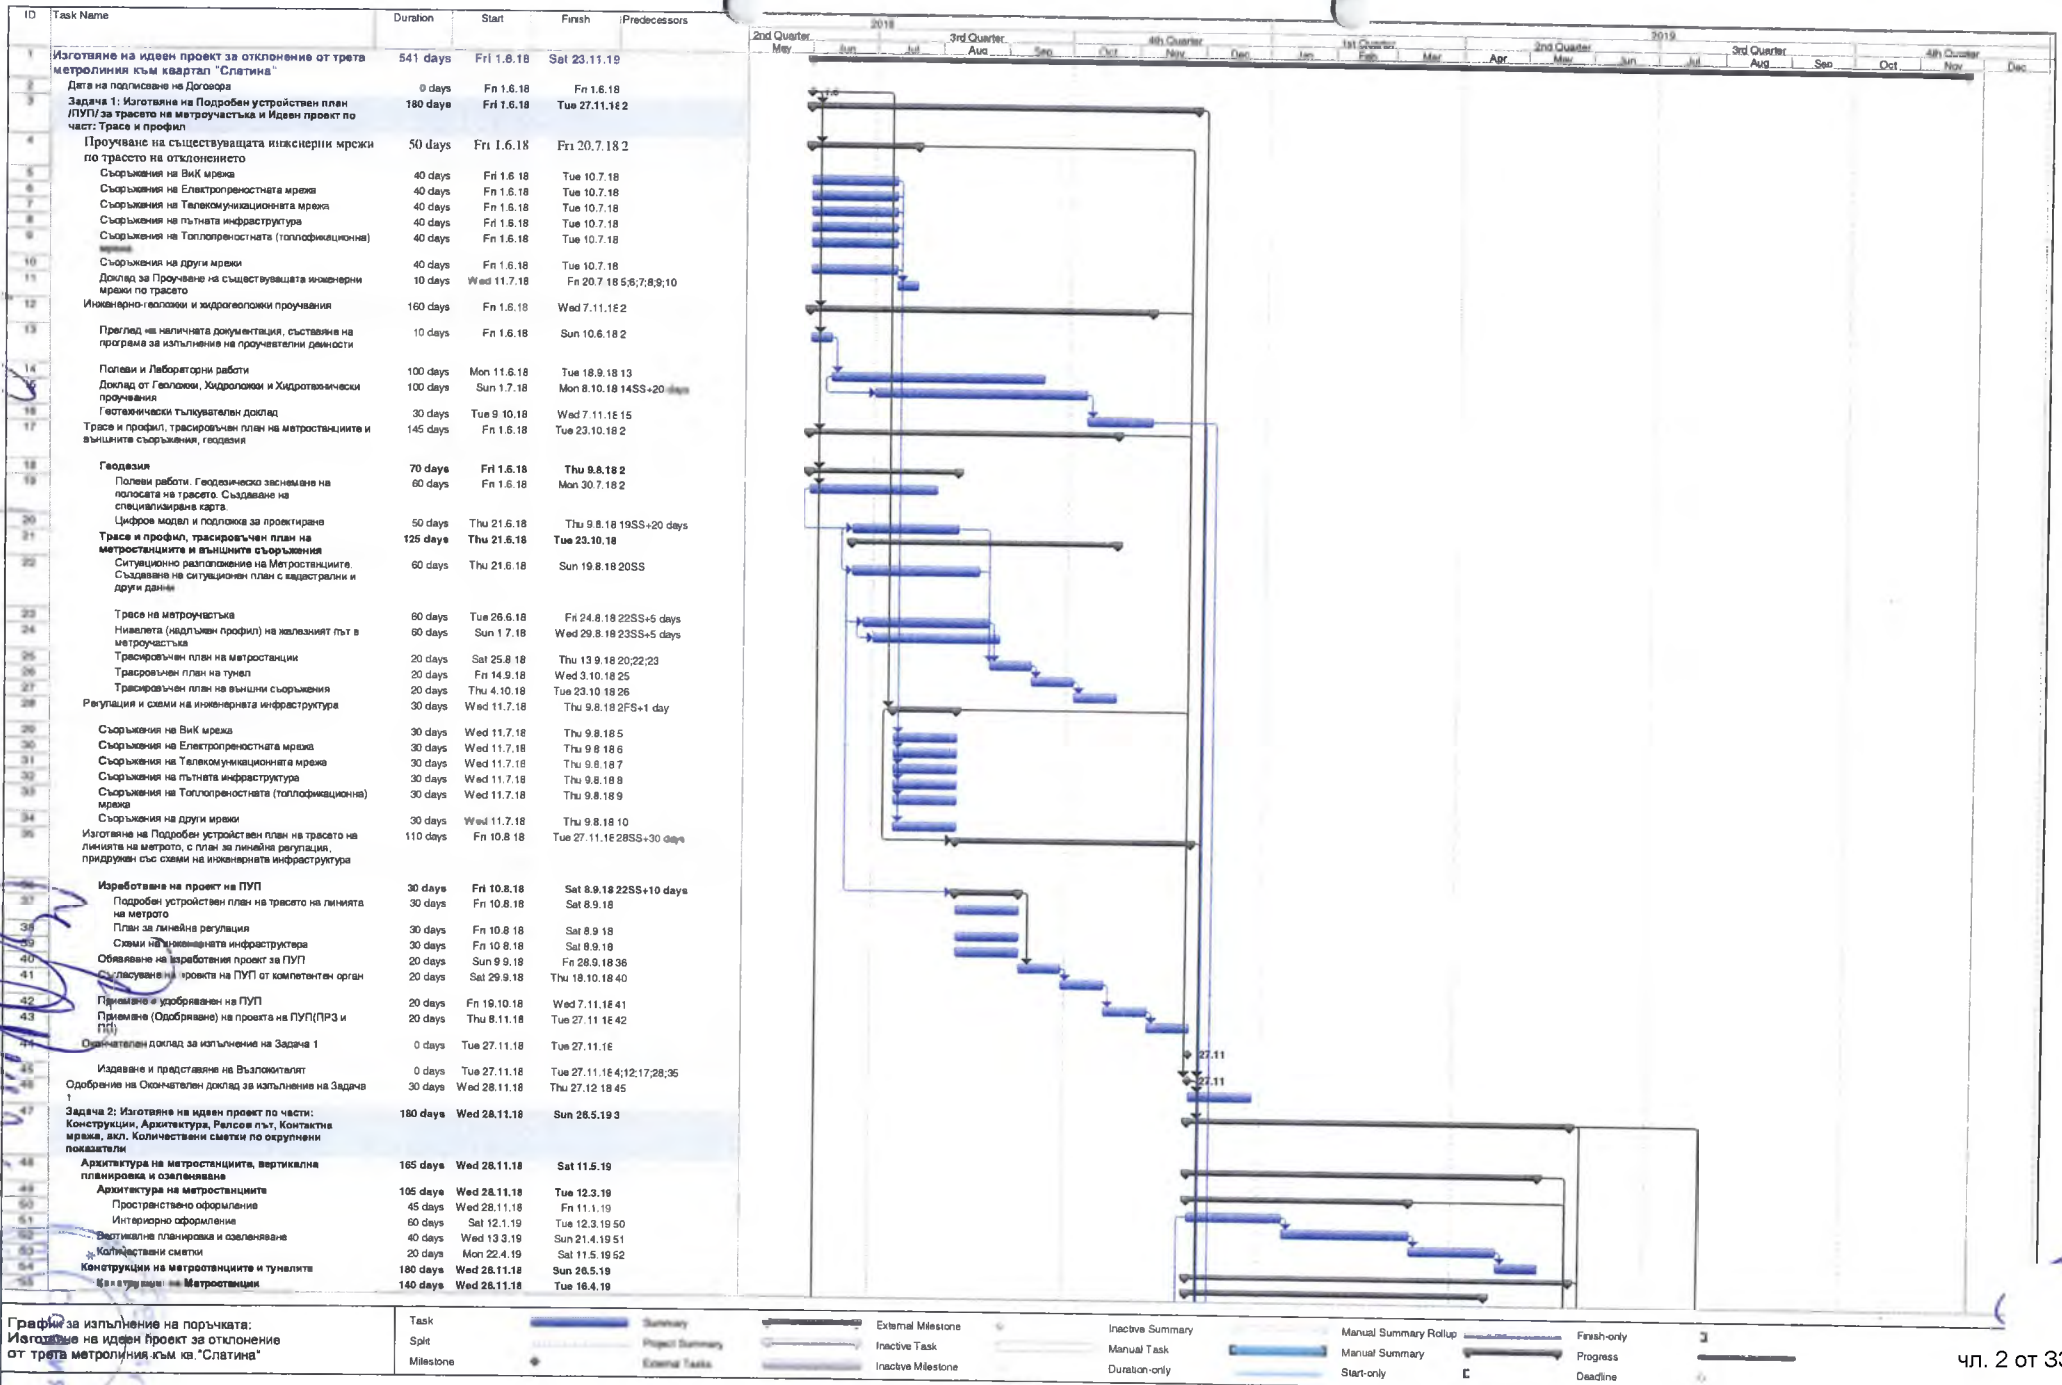 ID Task Name Duration Start Finish Predecessors
2018 2019
2nd Quarter 3rd Quarter 4th Quarter 1st Quarter 2nd Quarter 3rd Quarter 4th Quarter
May Jun Jul Aug Sep Oct Nov Dec Jan Feb Mar Apr May Jun Jul Aug Sep Oct Nov Dec
1 Изготвяне на идеен проект за отклонение от трета 541 days Fri 1.6.18 Sat 23.11.19
метролиния към квартал "Слатина"
2 Дата на подписване на Договора 0 days Fri 1.6.18 Fri 1.6.18
1.6
3 Задача 1: Изготвяне на Подробен устройствен план 180 days Fri 1.6.18 Tue 27.11.18 2
/ПУП/ за трасето на метроучастъка и Идеен проект по
част: Трасе и профил
4 Проучване на съществуващата инженерни мрежи 50 days Fri 1.6.18 Fri 20.7.18 2
по трасето на отклонението
5 Съоръжения на ВиК мрежа 40 days Fri 1.6.18 Tue 10.7.18
6 Съоръжения на Електропреностната мрежа 40 days Fri 1.6.18 Tue 10.7.18
7 Съоръжения на Телекомуникационната мрежа 40 days Fri 1.6.18 Tue 10.7.18
8 Съоръжения на пътната инфраструктура 40 days Fri 1.6.18 Tue 10.7.18
9 Съоръжения на Топлопреностната (топлофикационна) 40 days Fri 1.6.18 Tue 10.7.18
мрежа
10 Съоръжения на други мрежи 40 days Fri 1.6.18 Tue 10.7.18
11 Доклад за Проучване на съществуващата инженерни 10 days Wed 11.7.18 Fri 20.7.18 5;6;7;8;9;10
мрежи по трасето
12 Инженерно-геоложки и хидрогеоложки проучвания 160 days Fri 1.6.18 Wed 7.11.18 2
13 Преглед на наличната документация, съставяне на 10 days Fri 1.6.18 Sun 10.6.18 2
програма за изпълнение на проучвателни дейности
14 Полеви и Лабораторни работи 100 days Mon 11.6.18 Tue 18.9.18 13
15 Доклад от Геоложки, Хидроложки и Хидротехнически 100 days Sun 1.7.18 Mon 8.10.18 14SS+20 days
проучвания
16 Геотехнически тълкувателен доклад 30 days Tue 9.10.18 Wed 7.11.18 15
17 Трасе и профил, трасировъчен план на метростанциите и 145 days Fri 1.6.18 Tue 23.10.18 2
външните съоръжения, геодезия
18 Геодезия 70 days Fri 1.6.18 Thu 9.8.18 2
19 Полеви работи. Геодезическо заснемане на 60 days Fri 1.6.18 Mon 30.7.18 2
полосата на трасето. Създаване на
специализирана карта.
20 Цифров модел и подложка за проектиране 50 days Thu 21.6.18 Thu 9.8.18 19SS+20 days
21 Трасе и профил, трасировъчен план на 125 days Thu 21.6.18 Tue 23.10.18
метростанциите и външните съоръжения
22 Ситуационно разположение на Метростанциите. 60 days Thu 21.6.18 Sun 19.8.18 20SS
Създаване на ситуационен план с кадастрални и
други данни
23 Трасе на метроучастъка 60 days Tue 26.6.18 Fri 24.8.18 22SS+5 days
24 Нивелета (надлъжен профил) на железният път в 60 days Sun 1.7.18 Wed 29.8.18 23SS+5 days
метроучастъка
25 Трасировъчен план на метростанции 20 days Sat 25.8.18 Thu 13.9.18 20;22;23
26 Трасровъчен план на тунел 20 days Fri 14.9.18 Wed 3.10.18 25
27 Трасировъчен план на външни съоръжения 20 days Thu 4.10.18 Tue 23.10.18 26
28 Регулация и схеми на инженерната инфраструктура 30 days Wed 11.7.18 Thu 9.8.18 2FS+1 day
29 Съоръжения на ВиК мрежа 30 days Wed 11.7.18 Thu 9.8.18 5
30 Съоръжения на Електропреностната мрежа 30 days Wed 11.7.18 Thu 9.8.18 6
31 Съоръжения на Телекомуникационната мрежа 30 days Wed 11.7.18 Thu 9.8.18 7
32 Съоръжения на пътната инфраструктура 30 days Wed 11.7.18 Thu 9.8.18 8
33 Съоръжения на Топлопреностната (топлофикационна) 30 days Wed 11.7.18 Thu 9.8.18 9
мрежа
34 Съоръжения на други мрежи 30 days Wed 11.7.18 Thu 9.8.18 10
35 Изготвяне на Подробен устройствен план на трасето на 110 days Fri 10.8.18 Tue 27.11.18 28SS+30 days
линията на метрото, с план за линейна регулация,
придружен със схеми на инженерната инфраструктура
36 Изработване на проект на ПУП 30 days Fri 10.8.18 Sat 8.9.18 22SS+10 days
37 Подробен устройствен план на трасето на линията 30 days Fri 10.8.18 Sat 8.9.18
на метрото
38 План за линейна регулация 30 days Fri 10.8.18 Sat 8.9.18
39 Схеми на инженерната инфраструктера 30 days Fri 10.8.18 Sat 8.9.18
40 Обявяване на изработения проект за ПУП 20 days Sun 9.9.18 Fri 28.9.18 36
41 Съгласуване на проекта на ПУП от компетентен орган 20 days Sat 29.9.18 Thu 18.10.18 40
42 Приемане и удобряванен на ПУП 20 days Fri 19.10.18 Wed 7.11.18 41
43 Приемане (Одобряване) на проекта на ПУП(ПРЗ и 20 days Thu 8.11.18 Tue 27.11.18 42
ПП)
44 Окончателен доклад за изпълнение на Задача 1 0 days Tue 27.11.18 Tue 27.11.18
27.11
45 Издаване и представяне на Възложителят 0 days Tue 27.11.18 Tue 27.11.18 4;12;17;28;35
27.11
46 Одобрение на Окончателен доклад за изпълнение на Задача 30 days Wed 28.11.18 Thu 27.12.18 45
1
47 Задача 2: Изготвяне на идеен проект по части: 180 days Wed 28.11.18 Sun 26.5.19 3
Конструкции, Архитектура, Релсов път, Контактна
мрежа, вкл. Количествени сметки по окрупнени
показатели
48 Архитектура на метростанциите, вертикална 165 days Wed 28.11.18 Sat 11.5.19
планировка и озеленяване
49 Архитектура на метростанциите 105 days Wed 28.11.18 Tue 12.3.19
50 Пространствено оформление 45 days Wed 28.11.18 Fri 11.1.19
51 Интериорно оформление 60 days Sat 12.1.19 Tue 12.3.19 50
52 Вертикална планировка и озеленяване 40 days Wed 13.3.19 Sun 21.4.19 51
53 Количествени сметки 20 days Mon 22.4.19 Sat 11.5.19 52
54 Конструкции на метростанциите и тунелите 180 days Wed 28.11.18 Sun 26.5.19
55 Конструкции на Метростанции 140 days Wed 28.11.18 Tue 16.4.19
График за изпълнение на поръчката:
Изготвяне на идеен проект за отклонение
от трета метролиния към кв."Слатина"
Task Summary External Milestone Inactive Summary Manual Summary Rollup Finish-only
Split Project Summary Inactive Task Manual Task Manual Summary Progress
Milestone External Tasks Inactive Milestone Duration-only Start-only Deadline
чл. 2 от 33